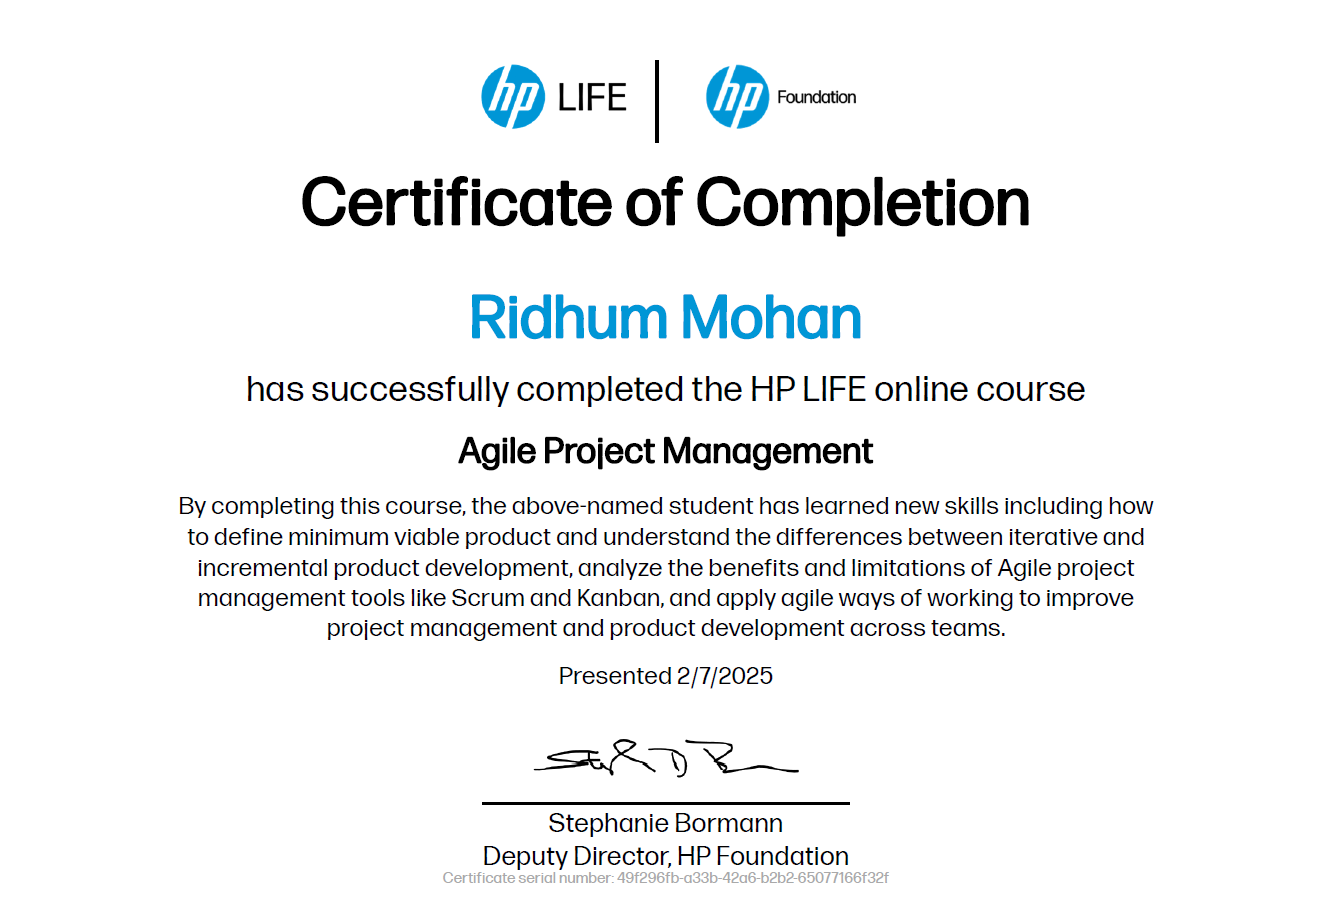 hp LIFE
hp Foundation
Certificate of Completion
Ridhum Mohan
has successfully completed the HP LIFE online course
Agile Project Management
By completing this course, the above-named student has learned new skills including how
to define minimum viable product and understand the differences between iterative and
incremental product development, analyze the benefits and limitations of Agile project
management tools like Scrum and Kanban, and apply agile ways of working to improve
project management and product development across teams.
Presented 2/7/2025
Stephanie Bormann
Deputy Director, HP Foundation
Certificate serial number: 49f296fb-a33b-42a6-b2b2-65077166f32f